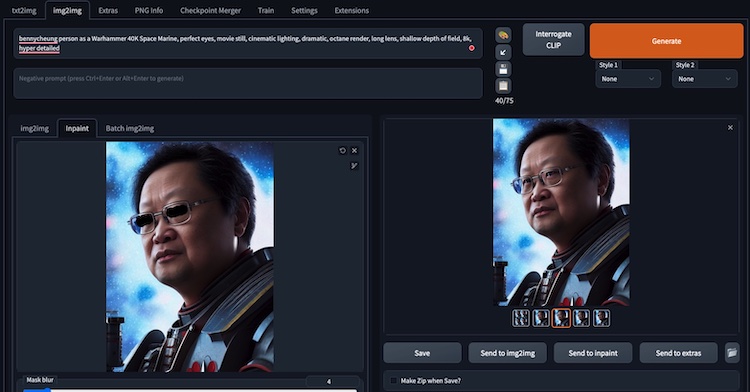 txt2img img2img Extras PNG Info Checkpoint Merger Train Settings Extensions
bennycheung person as a Warhammer 40K Space Marine, perfect eyes, movie still, cinematic lighting, dramatic, octane render, long lens, shallow depth of field, 8k,
hyper detailed
Negative prompt (press Ctrl+Enter or Alt+Enter to generate)
40/75
Interrogate
CLIP
Generate
Style 1
None
Style 2
None
img2img Inpaint Batch img2img
Save Send to img2img Send to inpaint Send to extras
Mask blur
4
Make Zip when Save?